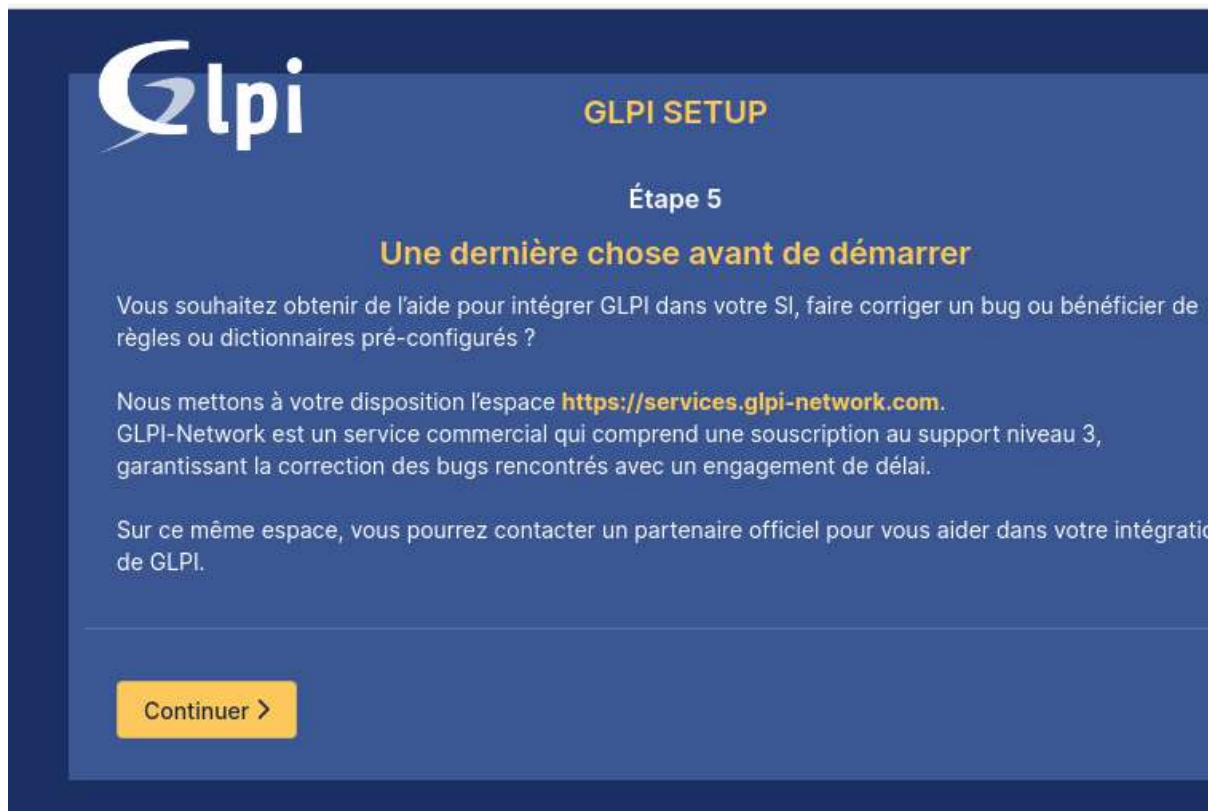 Glpi
GLPI SETUP
Étape 5
Une dernière chose avant de démarrer
Vous souhaitez obtenir de l'aide pour intégrer GLPI dans votre SI, faire corriger un bug ou bénéficier de
règles ou dictionnaires pré-configurés ?
Nous mettons à votre disposition l'espace https://services.glpi-network.com.
GLPI-Network est un service commercial qui comprend une souscription au support niveau 3,
garantissant la correction des bugs rencontrés avec un engagement de délai.
Sur ce même espace, vous pourrez contacter un partenaire officiel pour vous aider dans votre
de GLPI.
Continuer